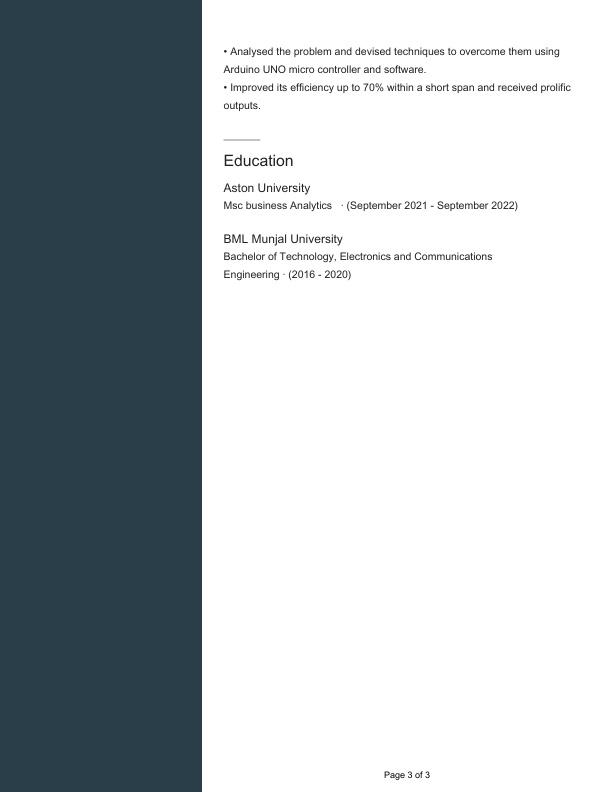 • Analysed the problem and devised techniques to overcome them using
Arduino UNO micro controller and software.
• Improved its efficiency up to 70% within a short span and received prolific
outputs.
Education
Aston University
Msc business Analytics · (September 2021 - September 2022)
BML Munjal University
Bachelor of Technology, Electronics and Communications
Engineering · (2016 - 2020)
Page 3 of 3